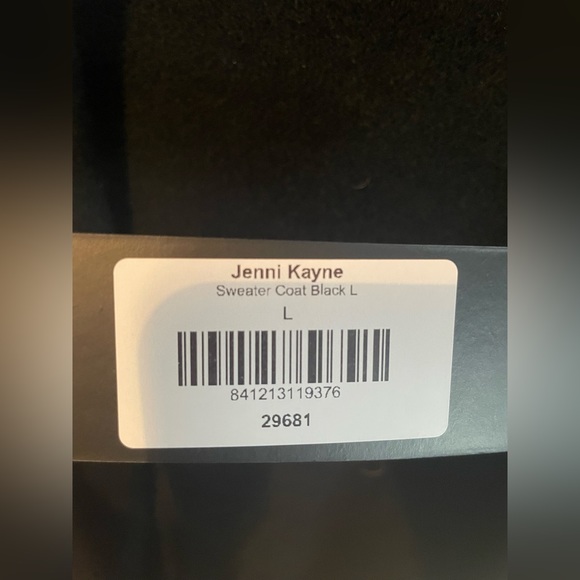 Jenni Kayne
Sweater Coat Black L
L
841213119376
29681